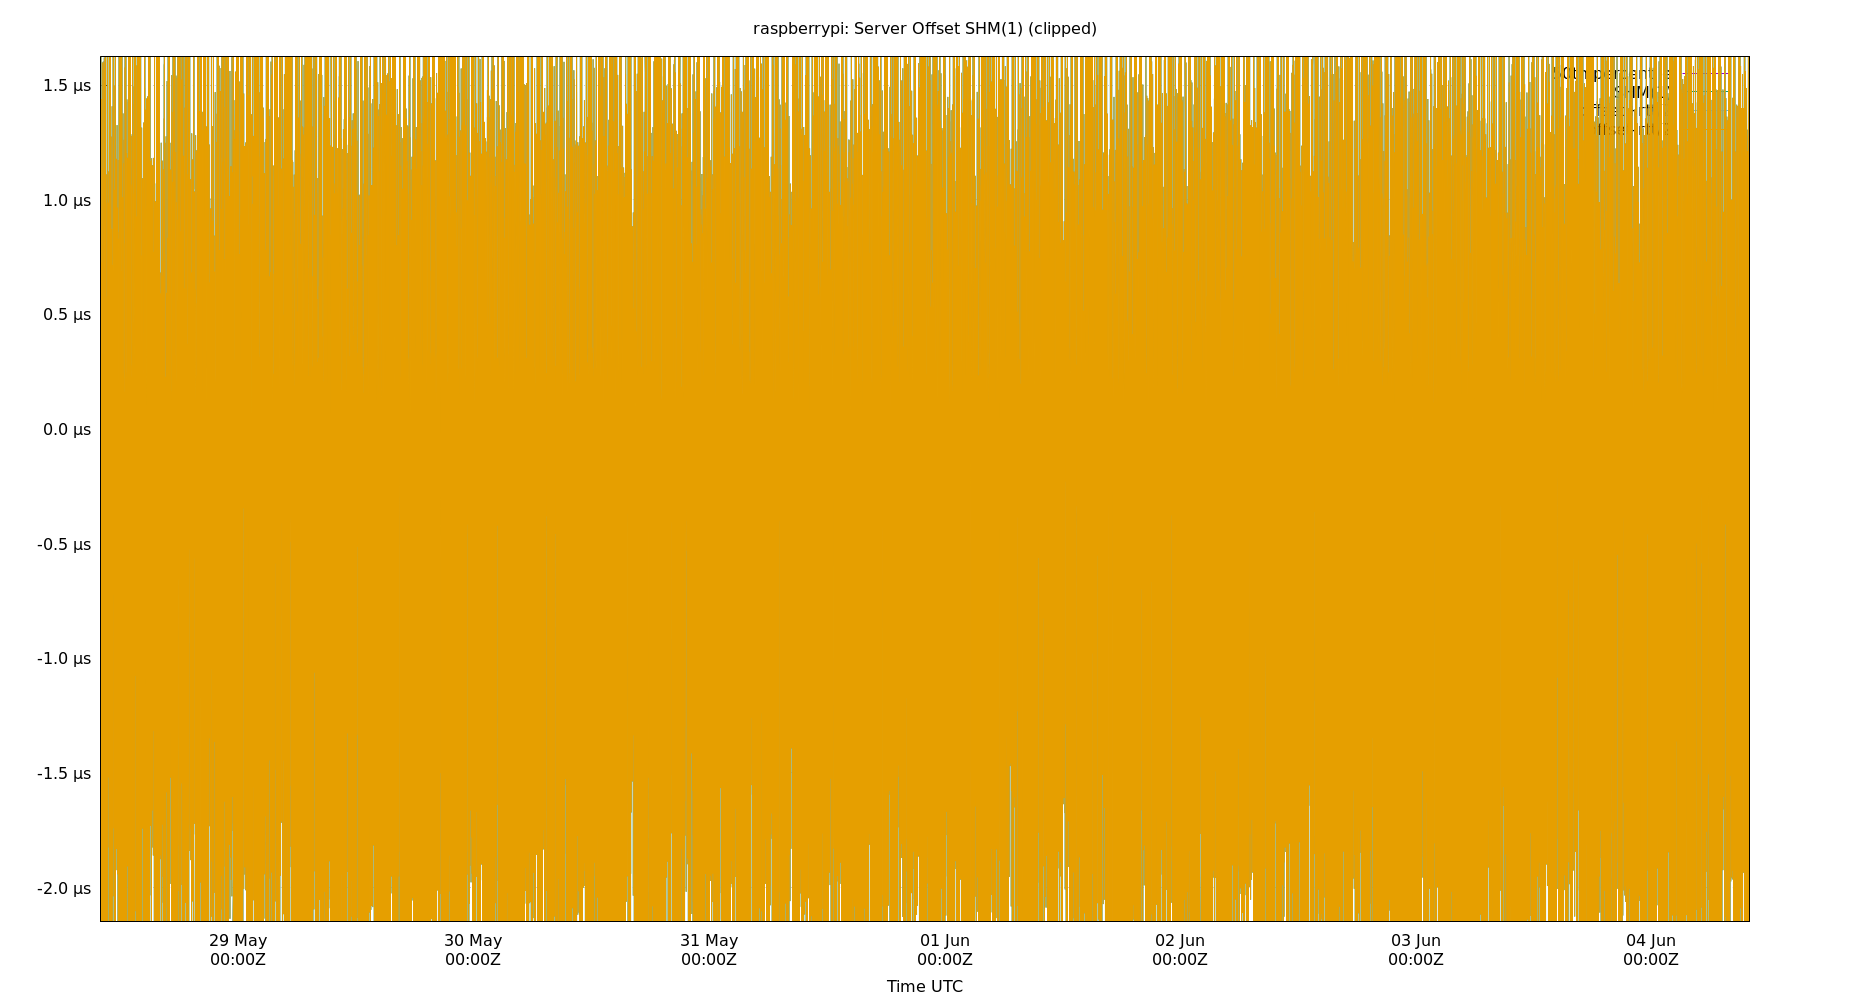 raspberrypi: Server Offset SHM(1) (clipped)
1.5 µs
1.0 µs
0.5 µs
0.0 µs
-0.5 µs
-1.0 µs
-1.5 µs
-2.0 µs
29 May 30 May 31 May 01 Jun 02 Jun 03 Jun 04 Jun
00:00Z 00:00Z 00:00Z 00:00Z 00:00Z 00:00Z 00:00Z
Time UTC